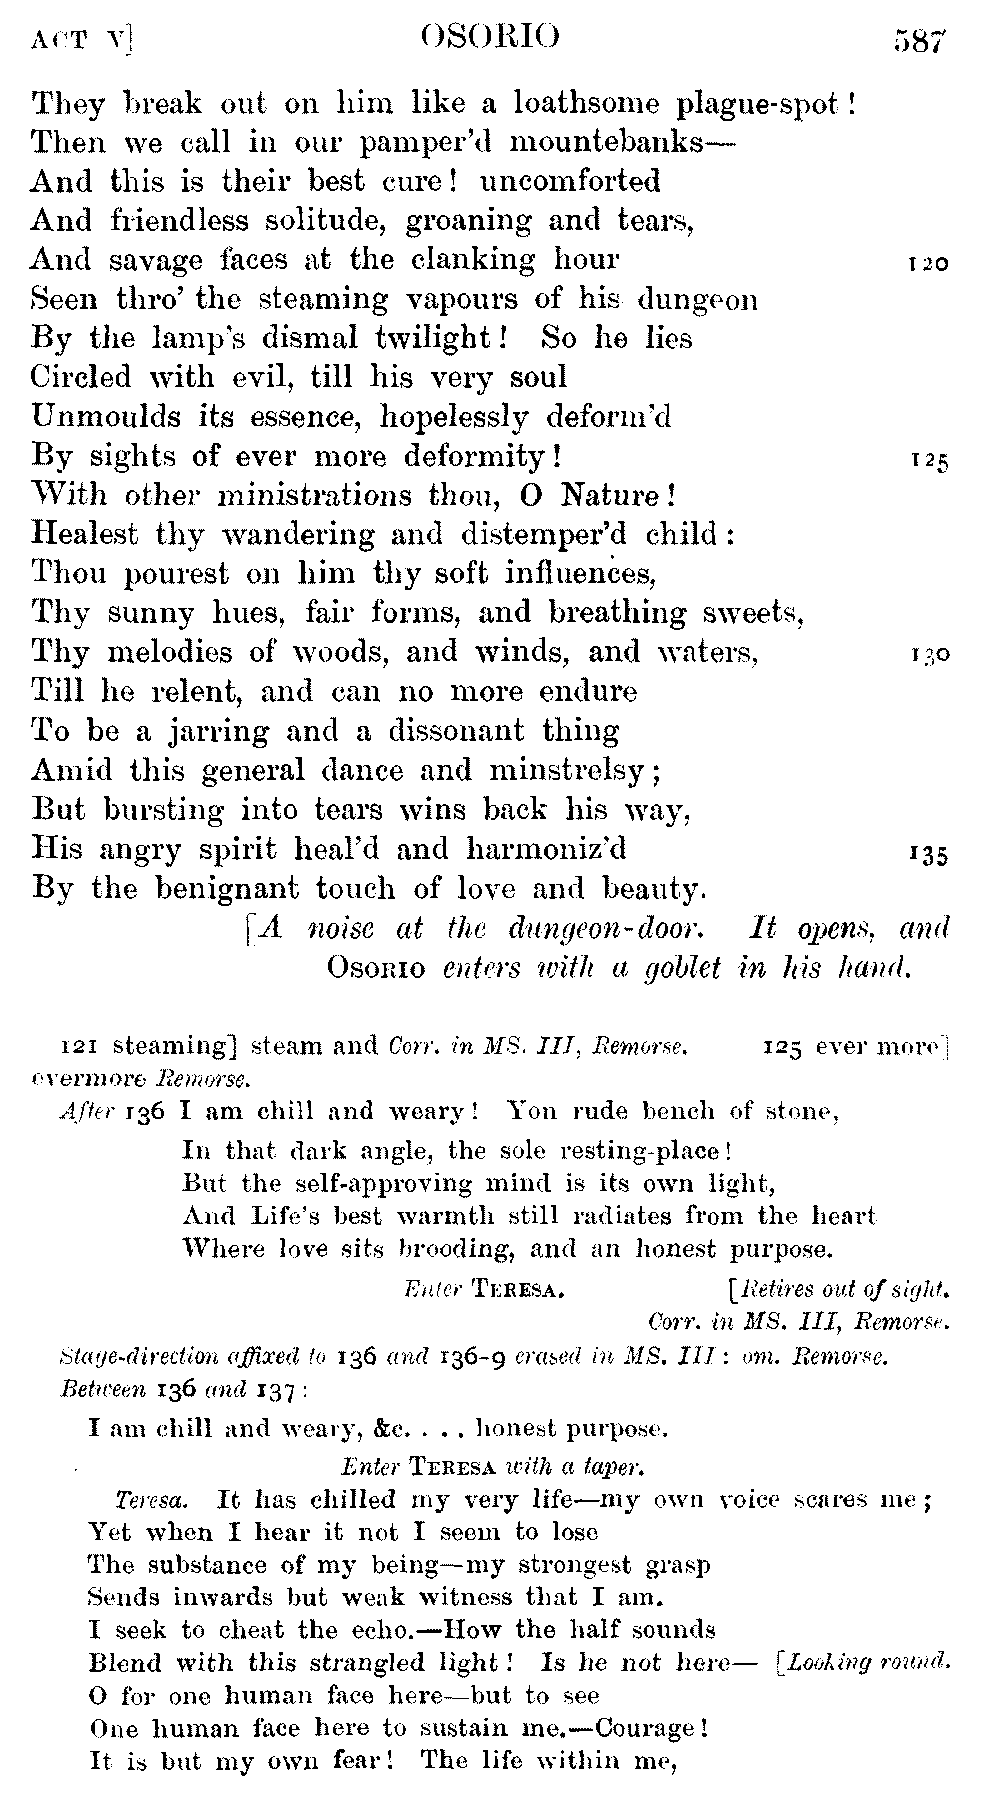 ACT V] OSORIO 587
They break out on him like a loathsome plague-spot!
Then we call in our pamper'd mountebanks—
And this is their best cure! uncomforted
And friendless solitude, groaning and tears,
And savage faces at the clanking hour 120
Seen thro' the steaming vapours of his dungeon
By the lamp's dismal twilight! So he lies
Circled with evil, till his very soul
Unmoulds its essence, hopelessly deform'd
By sights of ever more deformity! 125
With other ministrations thou, O Nature!
Healest thy wandering and distemper'd child:
Thou pourest on him thy soft influences,
Thy sunny hues, fair forms, and breathing sweets,
Thy melodies of woods, and winds, and waters, 130
Till he relent, and can no more endure
To be a jarring and a dissonant thing
Amid this general dance and minstrelsy;
But bursting into tears wins back his way,
His angry spirit heal'd and harmoniz'd 135
By the benignant touch of love and beauty.
[A noise at the dungeon-door. It opens, and
OSORIO enters with a goblet in his hand.
121 steaming] steam and Corr. in MS. III, Remorse. 125 ever more]
evermore Remorse.
After 136 I am chill and weary! Yon rude bench of stone,
In that dark angle, the sole resting-place!
But the self-approving mind is its own light,
And Life's best warmth still radiates from the heart
Where love sits brooding, and an honest purpose.
Enter TERESA. [Retires out of sight.
Corr. in MS. III, Remorse.
Stage-direction affixed to 136 and 136-9 erased in MS. III: om. Remorse.
Between 136 and 137:
I am chill and weary, &c. . . . honest purpose.
Enter TERESA with a taper.
Teresa. It has chilled my very life—my own voice scares me;
Yet when I hear it not I seem to lose
The substance of my being—my strongest grasp
Sends inwards but weak witness that I am.
I seek to cheat the echo.—How the half sounds
Blend with this strangled light! Is he not here— [Looking round.
O for one human face here—but to see
One human face here to sustain me.—Courage!
It is but my own fear! The life within me,